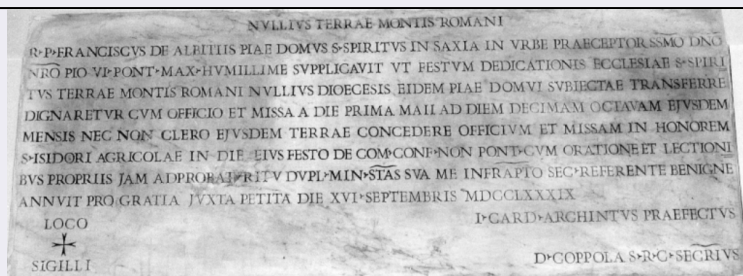 NVLLIVS TERRAE MONTIS ROMANI
R‣P‣FRANCISCVS DE ALBITIIS PIAE DOMVS S‣SPIRITVS IN SAXIA IN VRBE PRAECEPTOR SSMO DNO
NRO PIO VI‣PONT‣MAX‣HVMILLIME SVPPLICAVIT VT FESTVM DEDICATIONIS ECCLESIAE S‣SPIRI
TVS TERRAE MONTIS ROMANI NVLLIVS DIOECESIS EIDEM PIAE DOMVI SVBIECTAE TRANSFERRE
DIGNARETVR CVM OFFICIO ET MISSA A DIE PRIMA MAII AD DIEM DECIMAM OCTAVAM EJVSDEM
MENSIS NEC NON CLERO EJVSDEM TERRAE CONCEDERE OFFICIVM ET MISSAM IN HONOREM
S‣ISIDORI AGRICOLAE IN DIE EIVS FESTO DE COM‣CONF‣NON PONT‣CVM ORATIONE ET LECTIONI
BVS PROPRIIS JAM ADPROBAT‣RITV DVPL‣MIN‣STAS SVA ME INFRAPTO SEC‣REFERENTE BENIGNE
ANNVIT PRO GRATIA JVXTA PETITA DIE XVI‣SEPTEMBRIS MDCCLXXXIX
LOCO
SIGILLI
I‣CARD‣ARCHINTVS PRAEFECTVS
D‣COPPOLA S‣R‣C‣SECRIVS